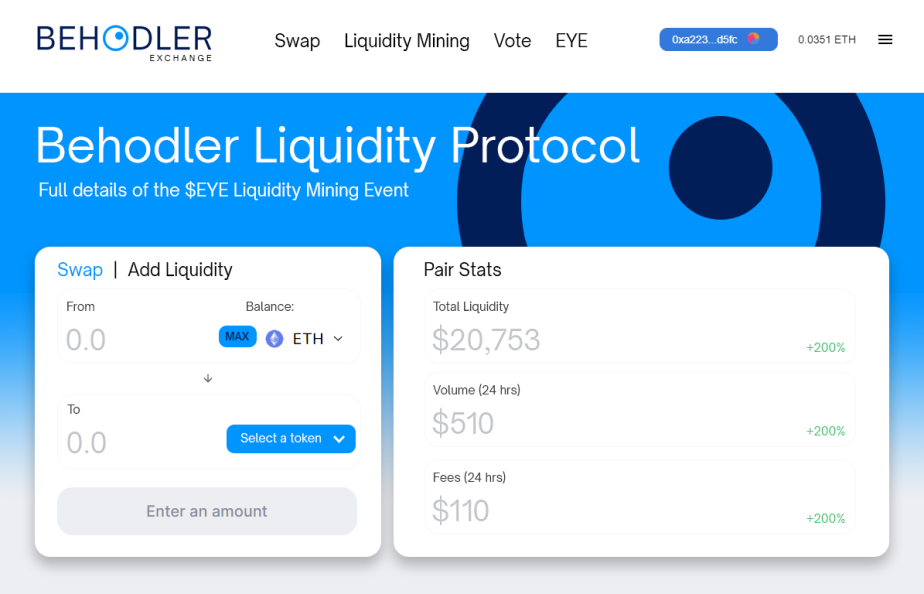 BEHODLER
EXCHANGE
Swap Liquidity Mining Vote EYE
0xa223...d5fc 0.0351 ETH
Behodler Liquidity Protocol
Full details of the $EYE Liquidity Mining Event
Swap | Add Liquidity
From Balance:
0.0 MAX ETH
To
0.0 Select a token
Enter an amount
Pair Stats
Total Liquidity
$20,753 +200%
Volume (24 hrs)
$510 +200%
Fees (24 hrs)
$110 +200%